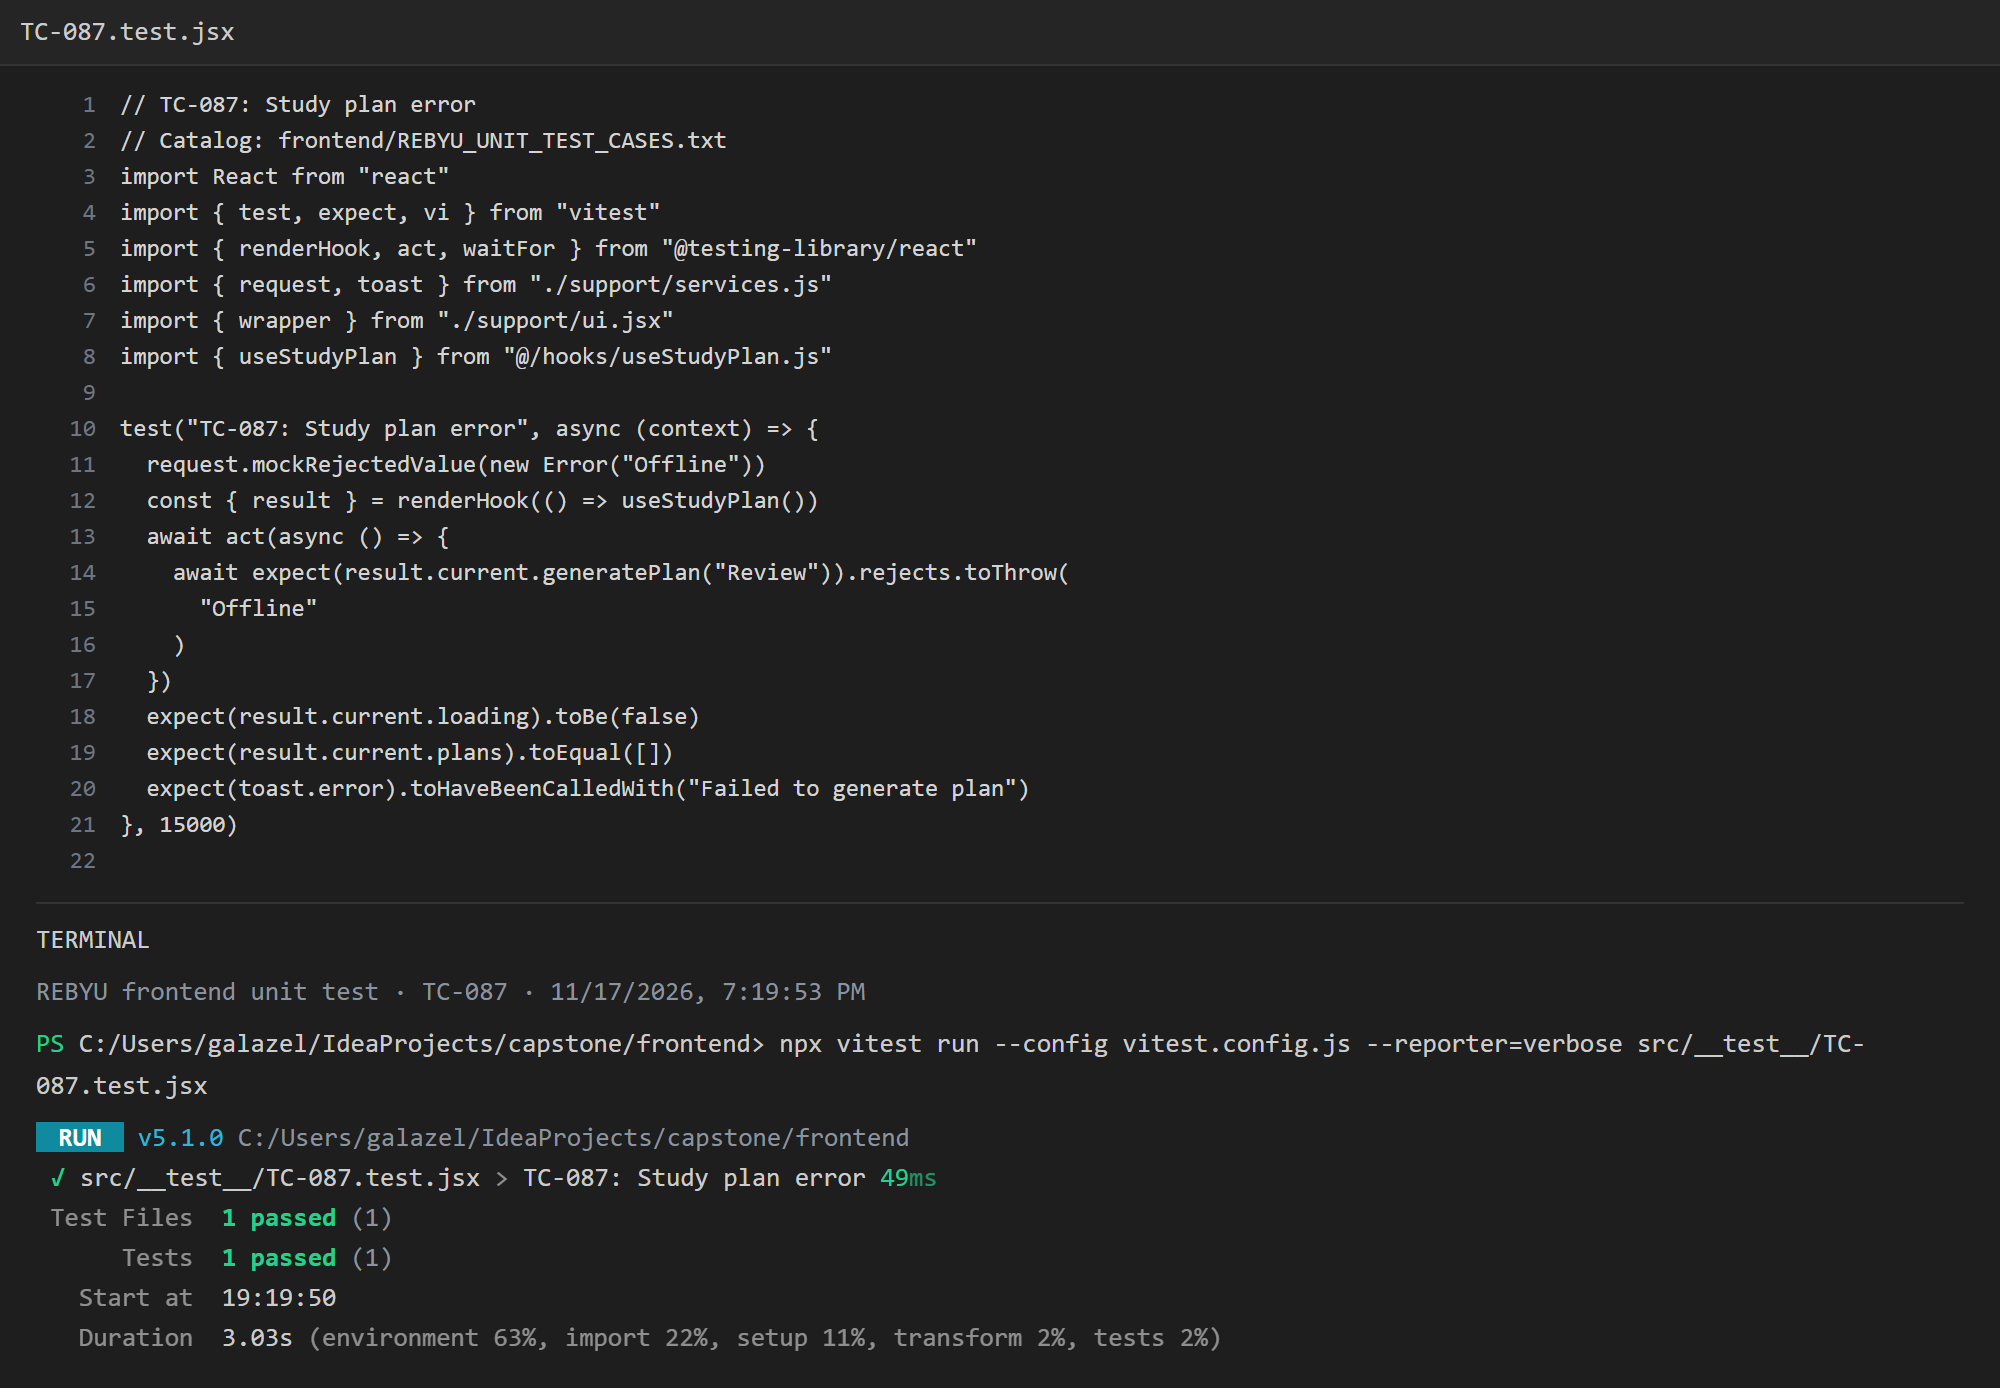 TC-087.test.jsx
1 // TC-087: Study plan error
2 // Catalog: frontend/REBYU_UNIT_TEST_CASES.txt
3 import React from "react"
4 import { test, expect, vi } from "vitest"
5 import { renderHook, act, waitFor } from "@testing-library/react"
6 import { request, toast } from "./support/services.js"
7 import { wrapper } from "./support/ui.jsx"
8 import { useStudyPlan } from "@/hooks/useStudyPlan.js"
9
10 test("TC-087: Study plan error", async (context) => {
11   request.mockRejectedValue(new Error("Offline"))
12   const { result } = renderHook(() => useStudyPlan())
13   await act(async () => {
14     await expect(result.current.generatePlan("Review")).rejects.toThrow(
15       "Offline"
16     )
17   })
18   expect(result.current.loading).toBe(false)
19   expect(result.current.plans).toEqual([])
20   expect(toast.error).toHaveBeenCalledWith("Failed to generate plan")
21 }, 15000)
22
TERMINAL
REBYU frontend unit test · TC-087 · 11/17/2026, 7:19:53 PM
PS C:/Users/galazel/IdeaProjects/capstone/frontend> npx vitest run --config vitest.config.js --reporter=verbose src/__test__/TC-
087.test.jsx
RUN v5.1.0 C:/Users/galazel/IdeaProjects/capstone/frontend
✓ src/__test__/TC-087.test.jsx > TC-087: Study plan error 49ms
Test Files 1 passed (1)
Tests 1 passed (1)
Start at 19:19:50
Duration 3.03s (environment 63%, import 22%, setup 11%, transform 2%, tests 2%)